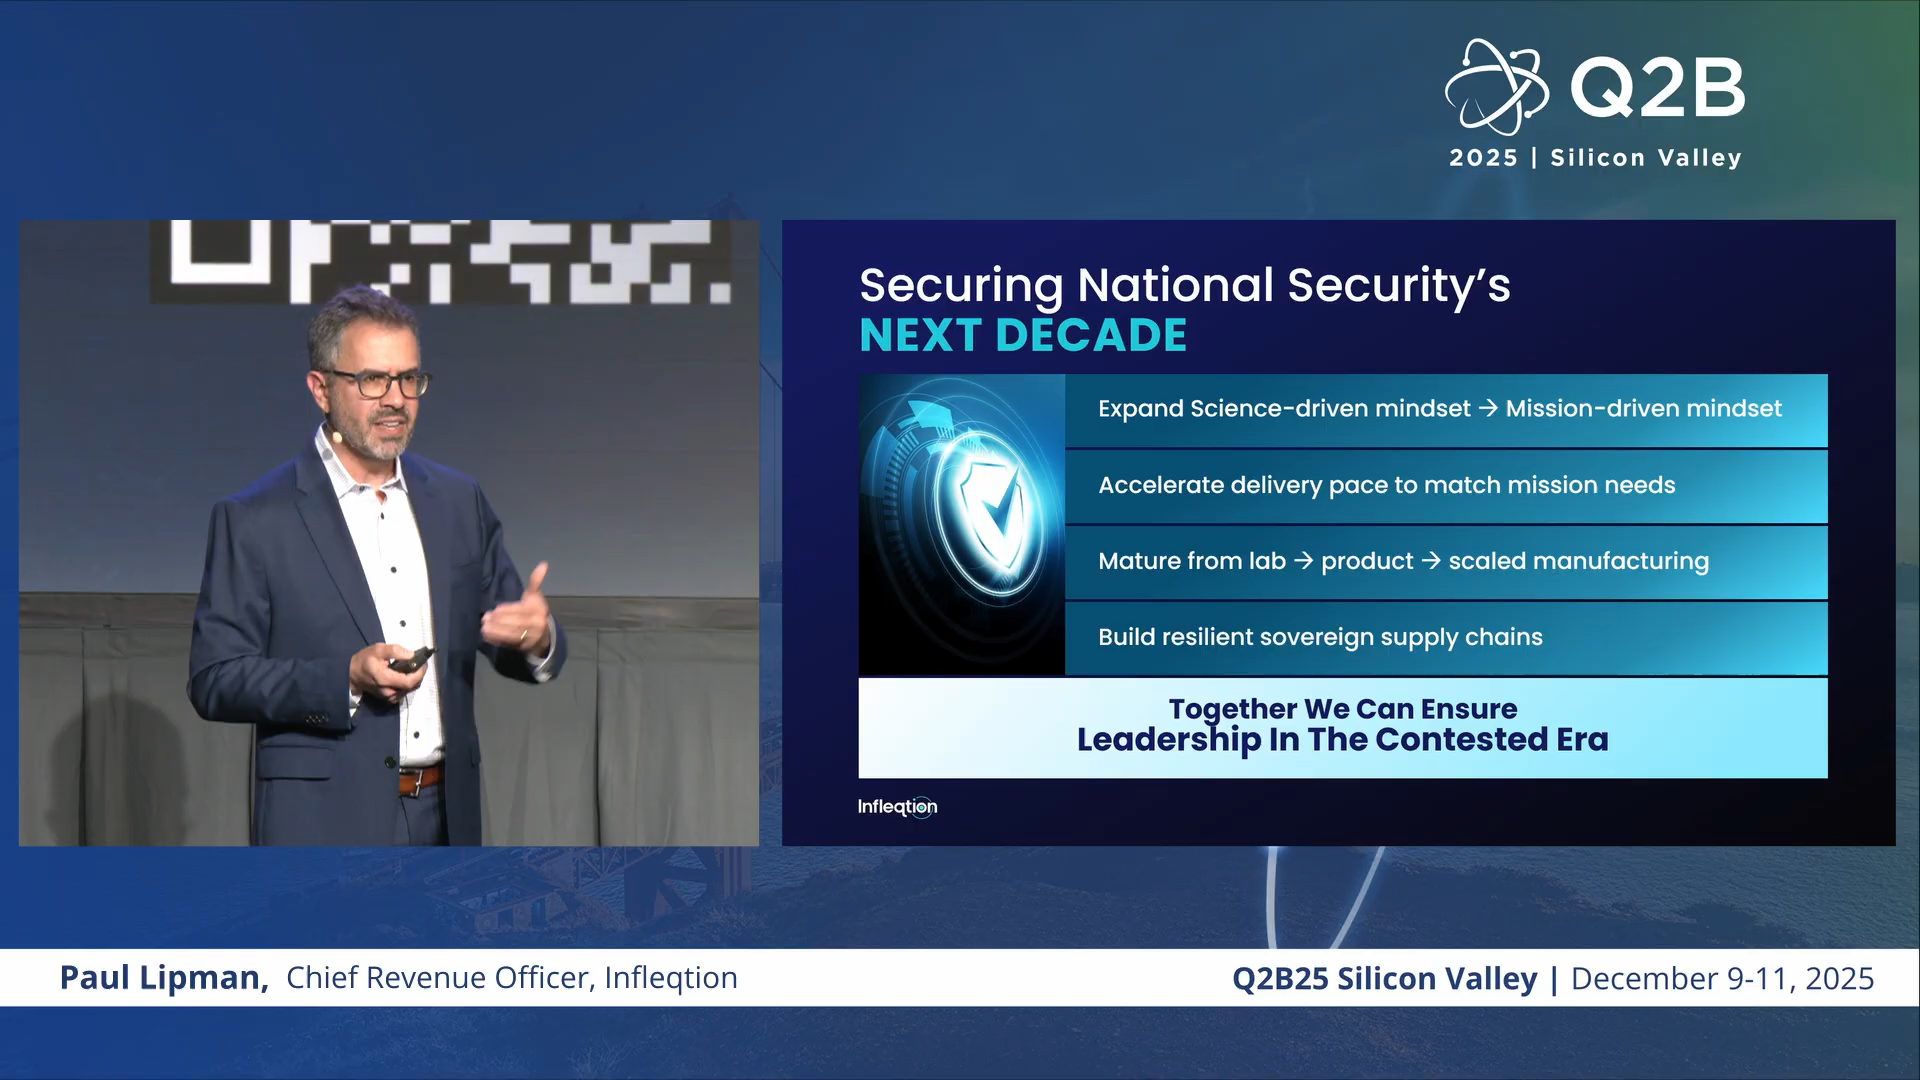 Q2B
2025 | Silicon Valley
Securing National Security’s
NEXT DECADE
Expand Science-driven mindset → Mission-driven mindset
Accelerate delivery pace to match mission needs
Mature from lab → product → scaled manufacturing
Build resilient sovereign supply chains
Together We Can Ensure
Leadership In The Contested Era
Infleqtion
Paul Lipman, Chief Revenue Officer, Infleqtion
Q2B25 Silicon Valley | December 9-11, 2025